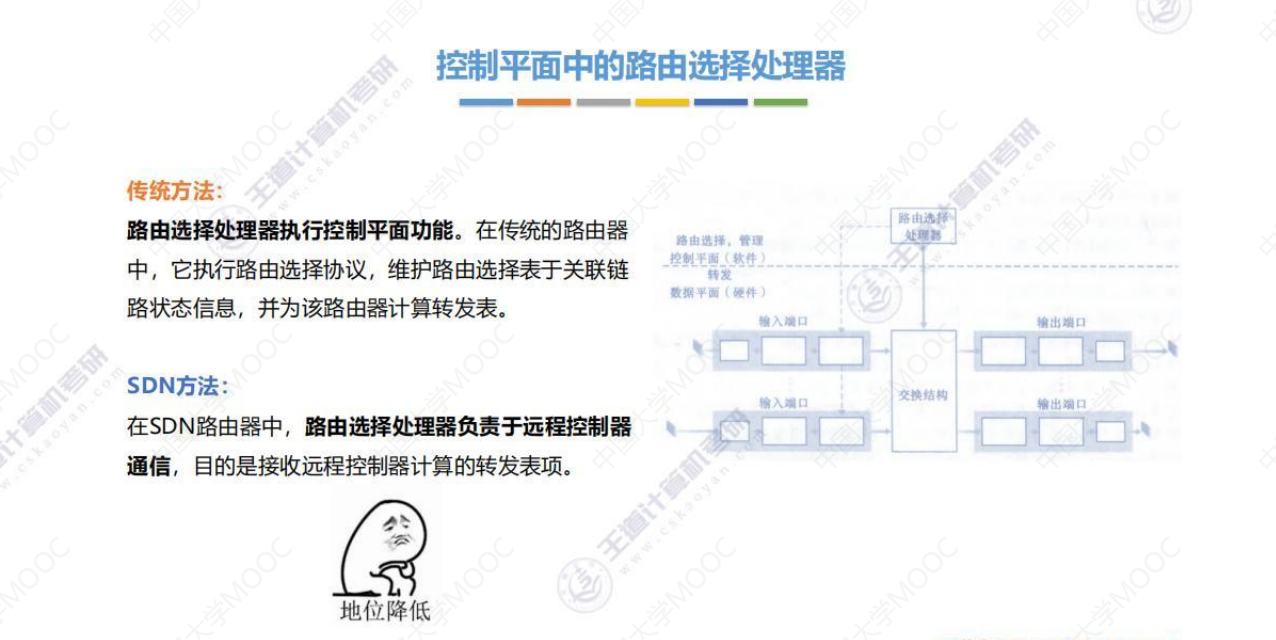 控制平面中的路由选择处理器
传统方法：
路由选择处理器执行控制平面功能。在传统的路由器
中，它执行路由选择协议，维护路由选择表于关联链
路状态信息，并为该路由器计算转发表。
SDN方法：
在SDN路由器中，路由选择处理器负责于远程控制器
通信，目的是接收远程控制器计算的转发表项。
地位降低
路由选择
处理器
路由选择，管理
控制平面（软件）
转发
数据平面（硬件）
输入端口
输出端口
交换结构
输入端口
输出端口
王道计算机考研
www.cskaoyan.com
中国大学MOOC